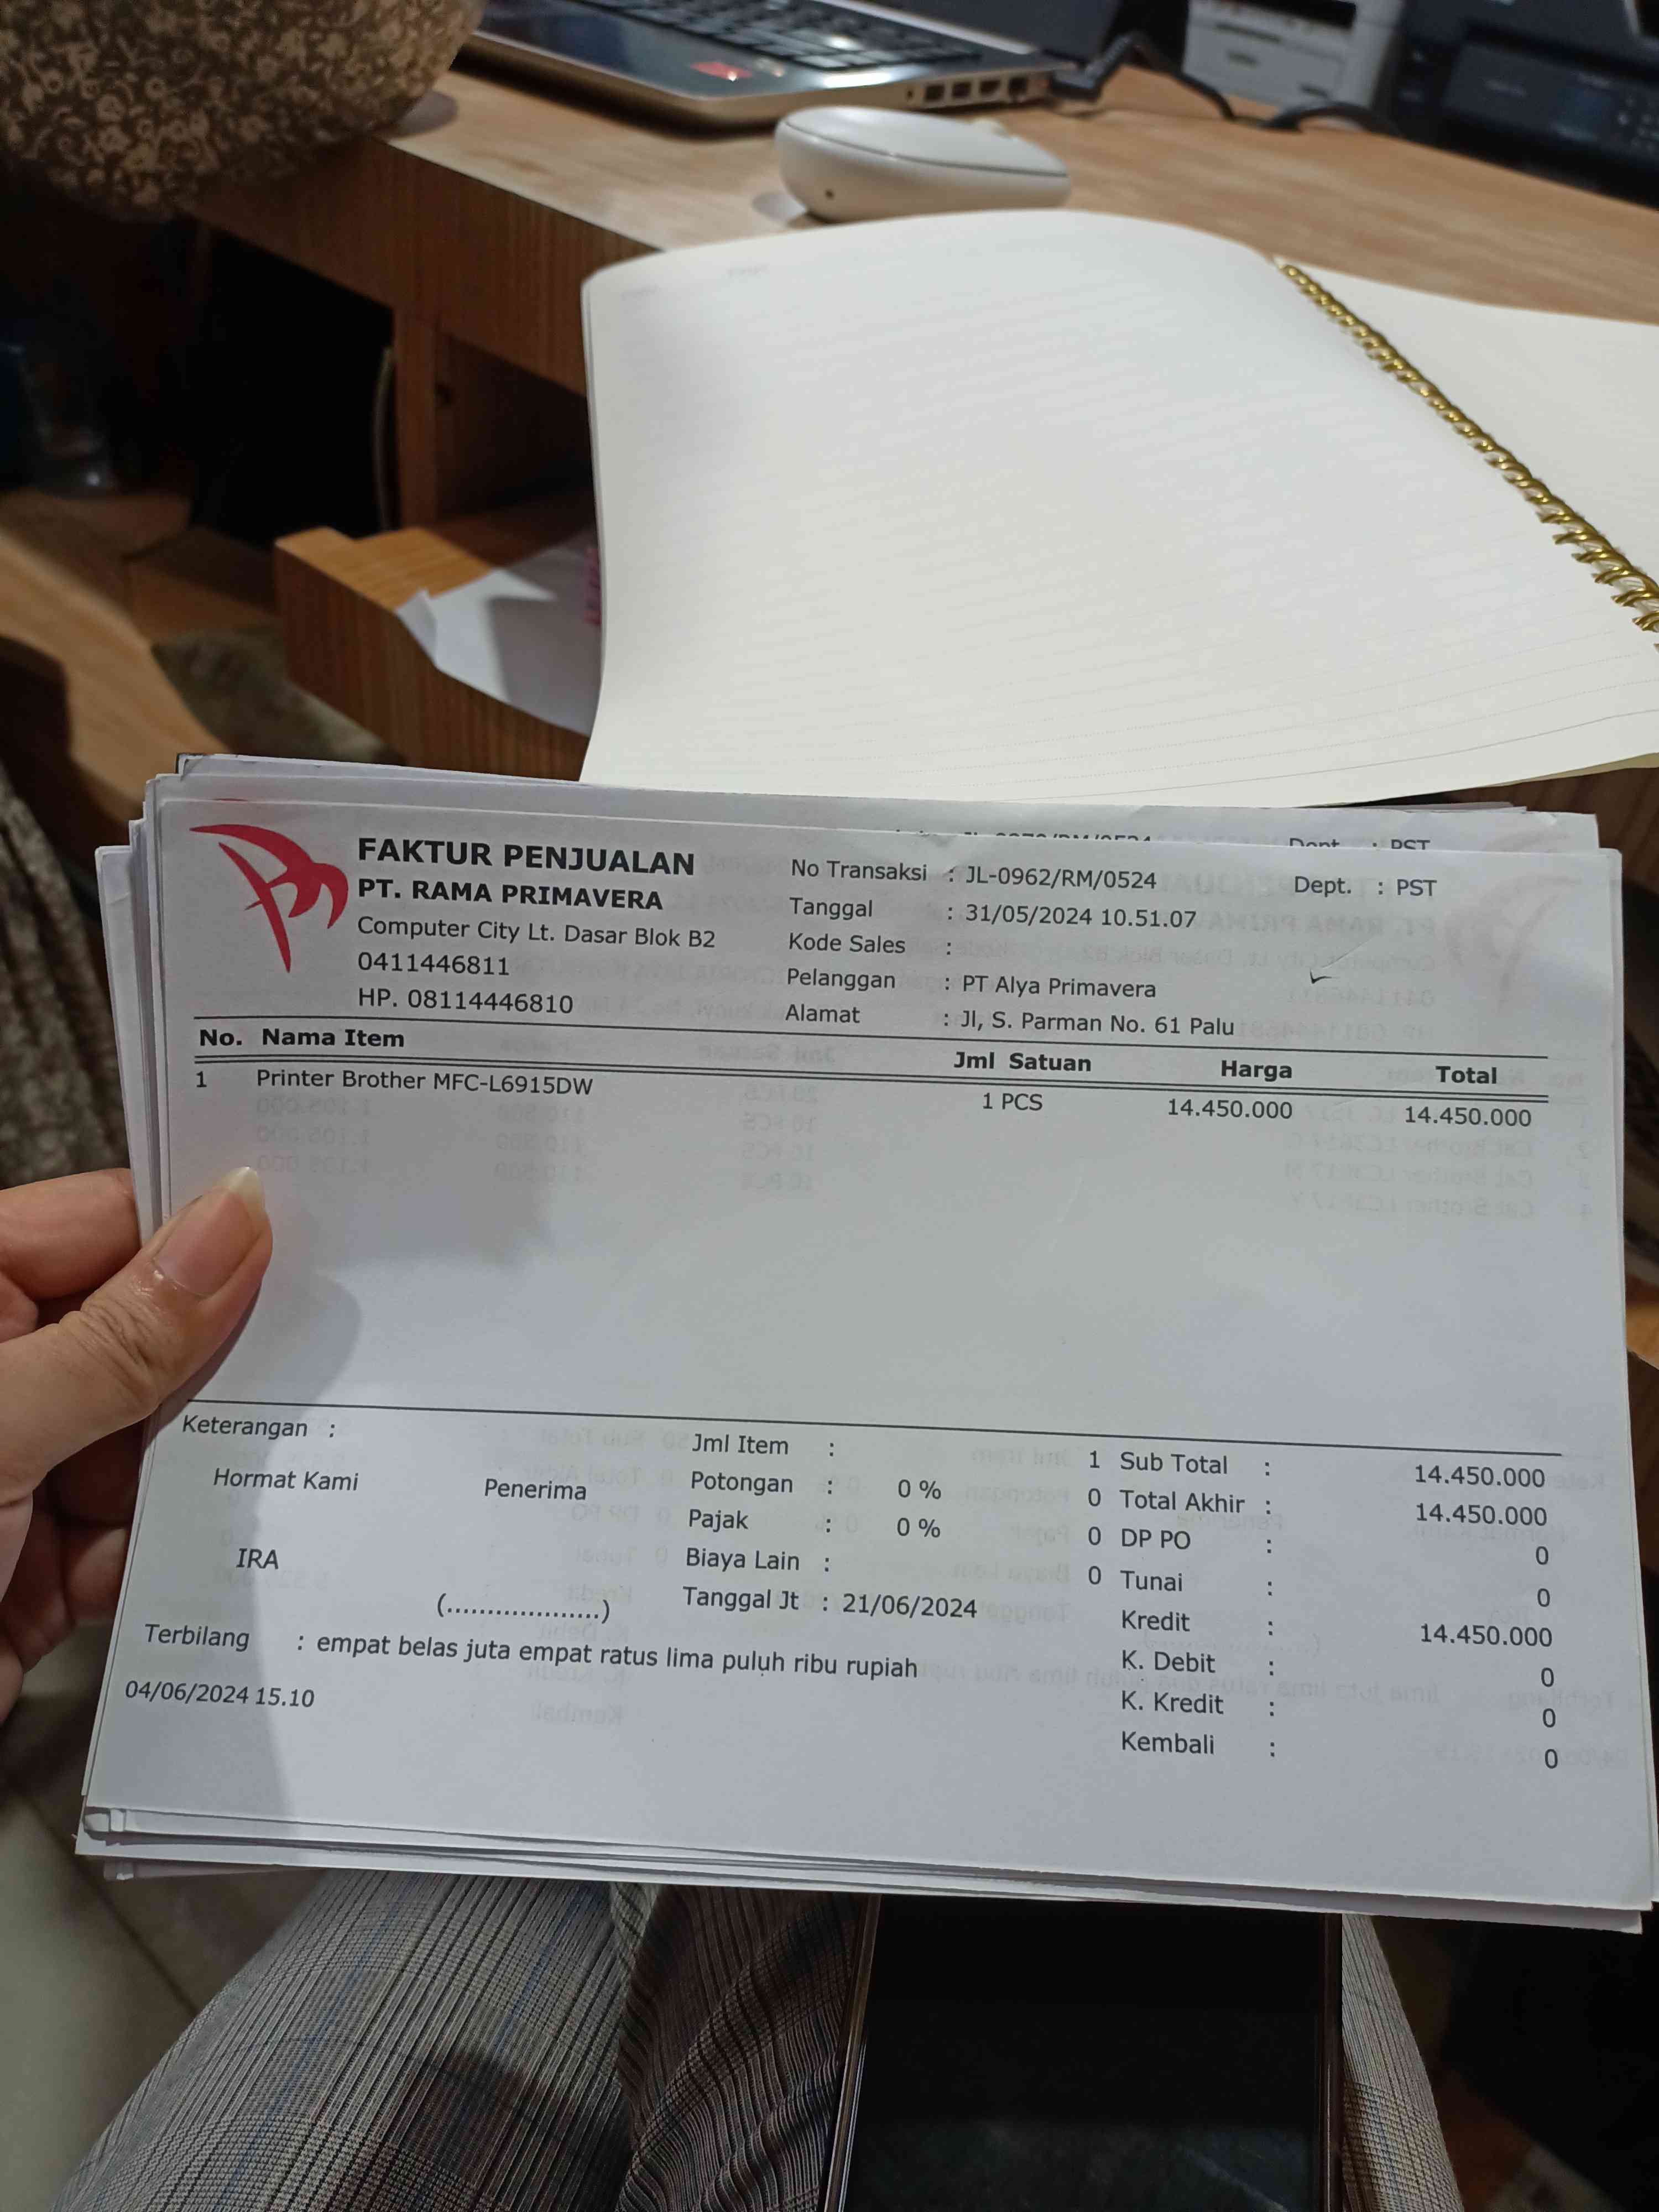 FAKTUR PENJUALAN
PT. RAMA PRIMAVERA
Computer City Lt. Dasar Blok B2
0411446811
HP. 08114446810
No Transaksi : JL-0962/RM/0524
Tanggal : 31/05/2024 10.51.07
Kode Sales :
Pelanggan : PT Alya Primavera
Alamat : Jl, S. Parman No. 61 Palu
Dept. : PST
No. Nama Item Jml Satuan Harga Total
1 Printer Brother MFC-L6915DW 1 PCS 14.450.000 14.450.000
Keterangan :
Hormat Kami Penerima
IRA
(...................)
Jml Item : 1
Potongan : 0 % 0
Pajak : 0 % 0
Biaya Lain : 0
Tanggal Jt : 21/06/2024
Sub Total : 14.450.000
Total Akhir : 14.450.000
DP PO : 0
Tunai : 0
Kredit : 14.450.000
K. Debit : 0
K. Kredit : 0
Kembali : 0
Terbilang : empat belas juta empat ratus lima puluh ribu rupiah
04/06/2024 15.10